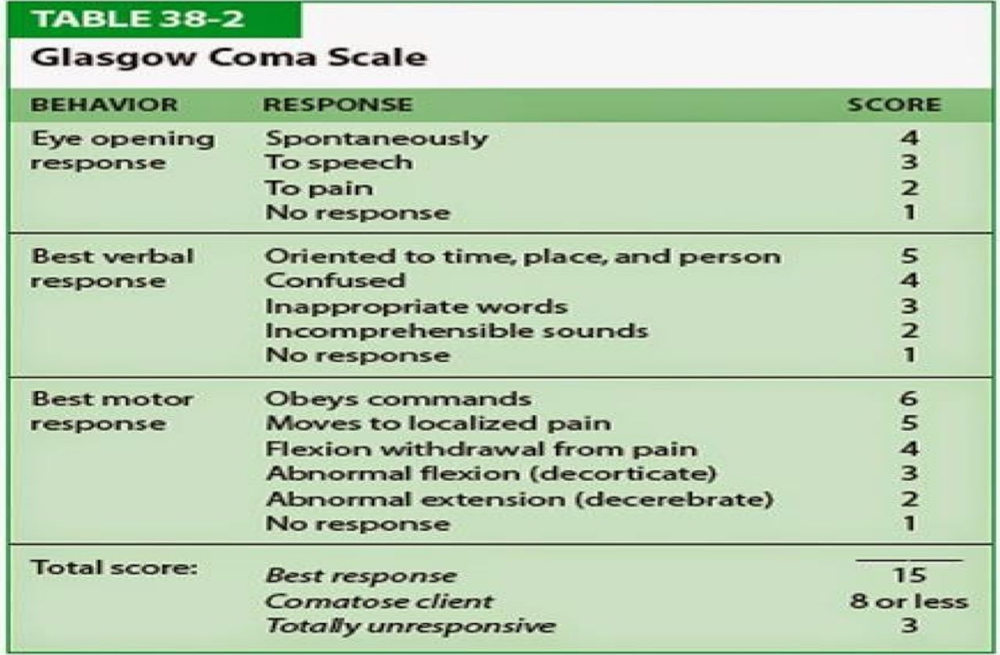 TABLE 38-2
Glasgow Coma Scale
BEHAVIOR RESPONSE SCORE
Eye opening Spontaneously 4
response To speech 3
To pain 2
No response 1
Best verbal Oriented to time, place, and person 5
response Confused 4
Inappropriate words 3
Incomprehensible sounds 2
No response 1
Best motor Obeys commands 6
response Moves to localized pain 5
Flexion withdrawal from pain 4
Abnormal flexion (decorticate) 3
Abnormal extension (decerebrate) 2
No response 1
Total score: Best response 15
Comatose client 8 or less
Totally unresponsive 3